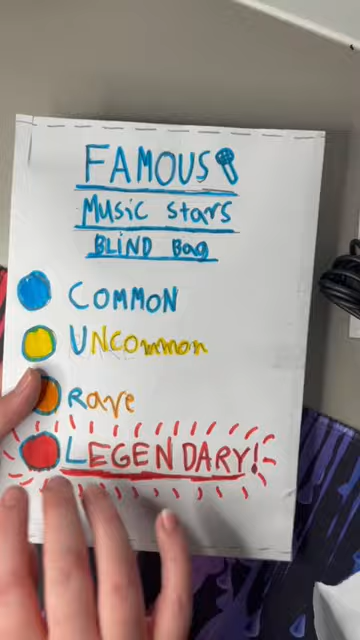 FAMOUS
Music stars
BLIND Bag
COMMON
UNcommon
Rare
LEGENDARY!